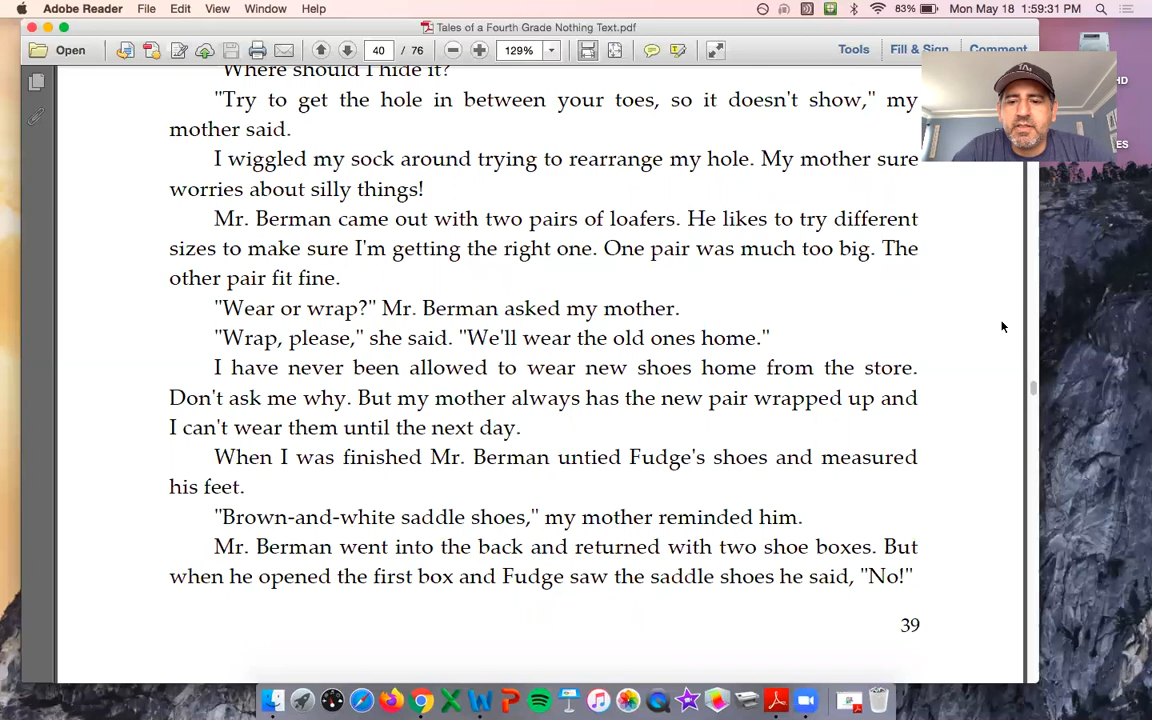 Adobe Reader File Edit View Window Help 83% Mon May 18 1:59:31 PM
Tales of a Fourth Grade Nothing Text.pdf
Open 40 / 76 129% Tools Fill & Sign Comment
"Where should I hide it?
"Try to get the hole in between your toes, so it doesn't show," my
mother said.
I wiggled my sock around trying to rearrange my hole. My mother sure
worries about silly things!
Mr. Berman came out with two pairs of loafers. He likes to try different
sizes to make sure I'm getting the right one. One pair was much too big. The
other pair fit fine.
"Wear or wrap?" Mr. Berman asked my mother.
"Wrap, please," she said. "We'll wear the old ones home."
I have never been allowed to wear new shoes home from the store.
Don't ask me why. But my mother always has the new pair wrapped up and
I can't wear them until the next day.
When I was finished Mr. Berman untied Fudge's shoes and measured
his feet.
"Brown-and-white saddle shoes," my mother reminded him.
Mr. Berman went into the back and returned with two shoe boxes. But
when he opened the first box and Fudge saw the saddle shoes he said, "No!"
39
HD
ES